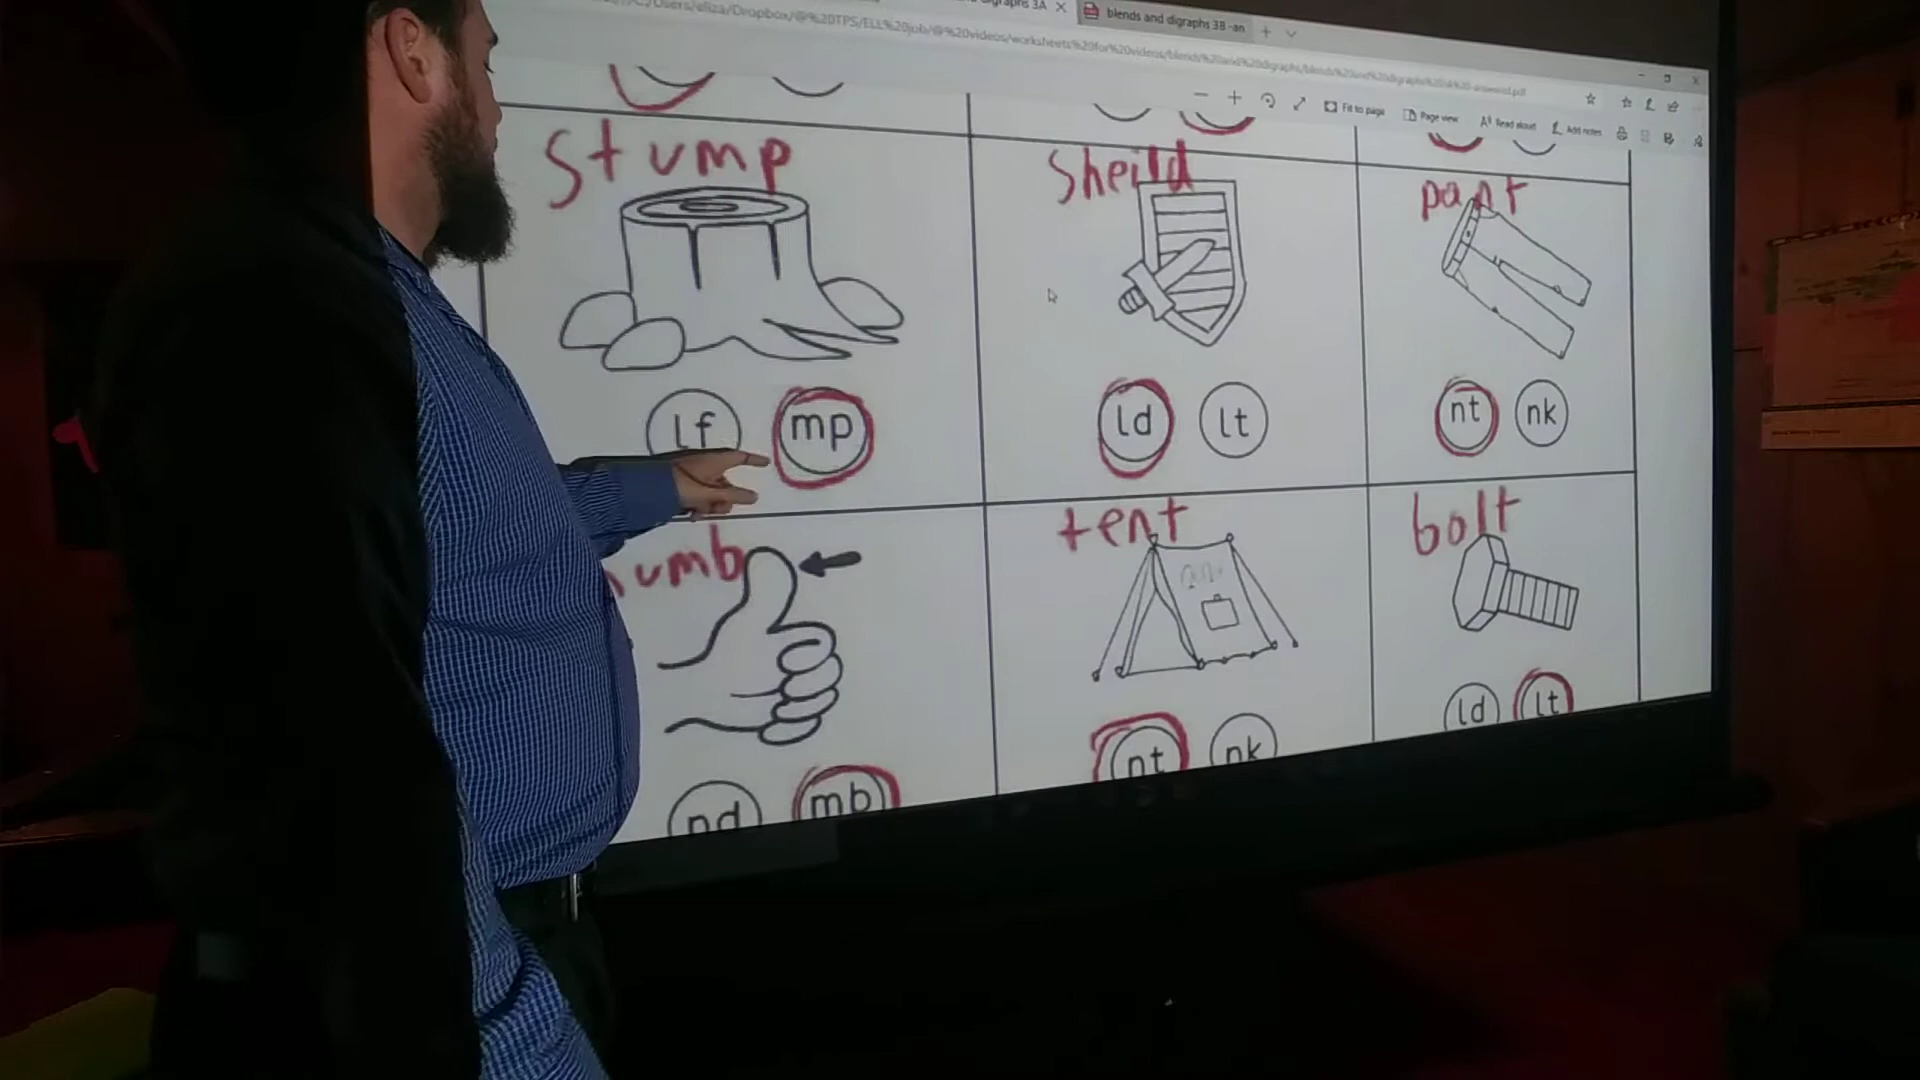 blends and digraphs 3B -an
Fit to page
Page view
Read aloud
Add notes
stump
sheild
pant
lf
mp
ld
lt
nt
nk
tent
bolt
ld
lt
nt
nk
mb